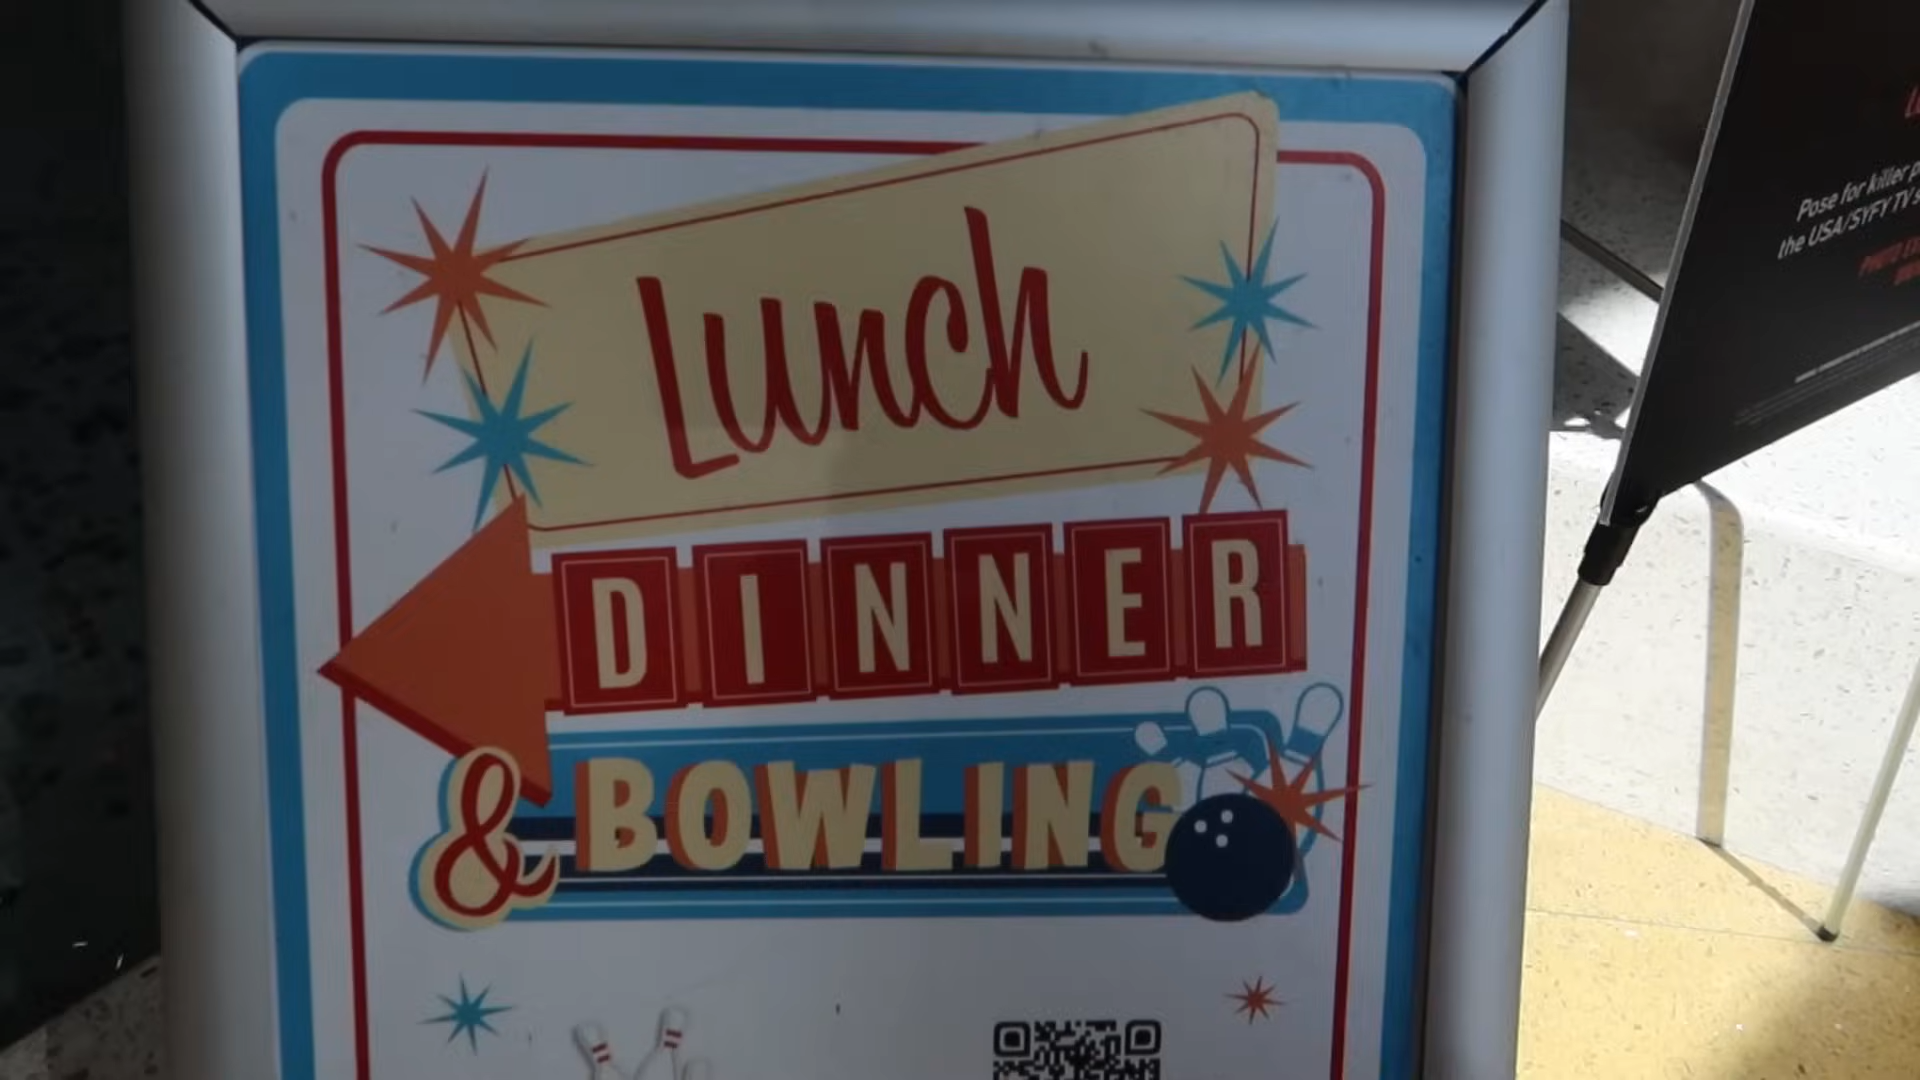 Lunch
DINNER
& BOWLING
Pose for killer
the USA/SYFY TV